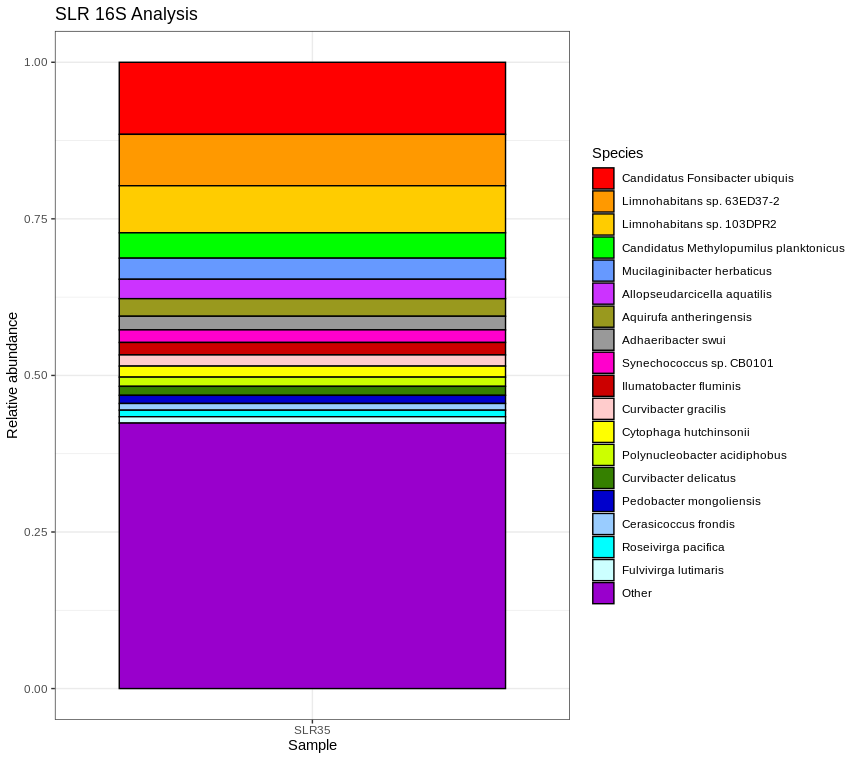 SLR 16S Analysis
1.00
0.75
0.50
0.25
0.00
Relative abundance
SLR35
Sample
Species
Candidatus Fonsibacter ubiquis
Limnohabitans sp. 63ED37-2
Limnohabitans sp. 103DPR2
Candidatus Methylopumilus planktonicus
Mucilaginibacter herbaticus
Allopseudarcicella aquatilis
Aquirufa antheringensis
Adhaeribacter swui
Synechococcus sp. CB0101
Ilumatobacter fluminis
Curvibacter gracilis
Cytophaga hutchinsonii
Polynucleobacter acidiphobus
Curvibacter delicatus
Pedobacter mongoliensis
Cerasicoccus frondis
Roseivirga pacifica
Fulvivirga lutimaris
Other